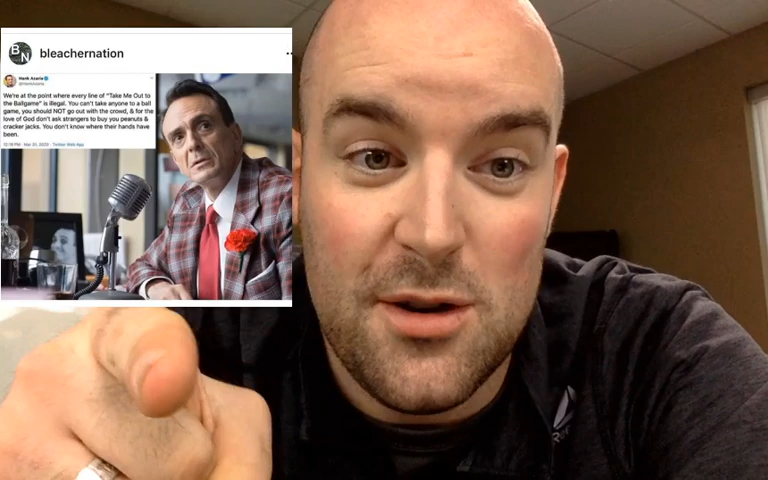 BN
bleachernation
Hank Azaria
@HankAzaria
We're at the point where every line of "Take Me Out to
the Ballgame" is illegal. You can't take anyone to a ball
game, you should NOT go out with the crowd, & for the
love of God don't ask strangers to buy you peanuts &
cracker jacks. You don't know where their hands have
been.